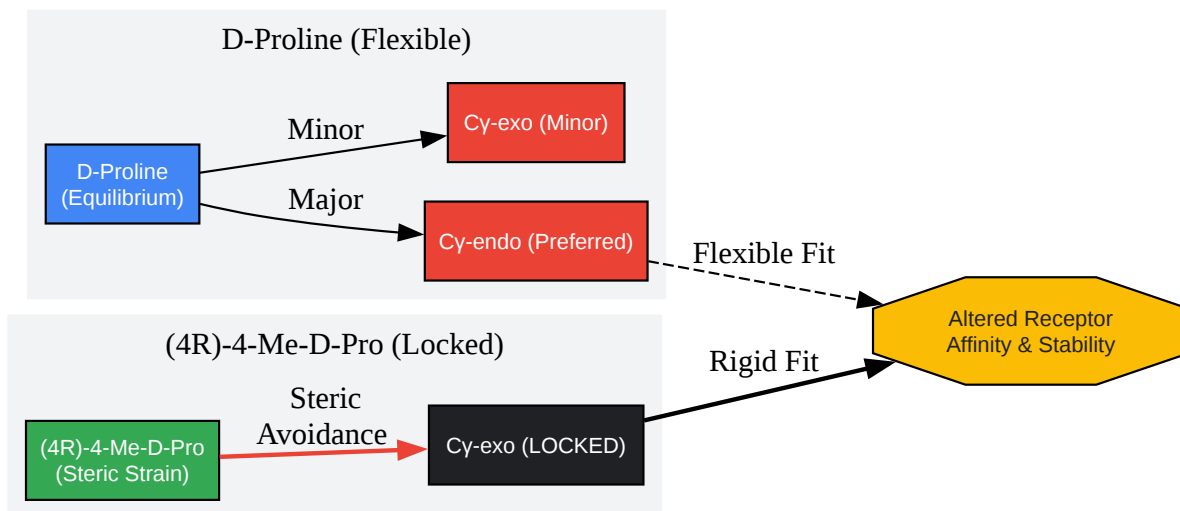 D-Proline (Flexible)
Cγ-exo (Minor)
Minor
D-Proline
(Equilibrium)
Major
Cγ-endo (Preferred)
Flexible Fit
Altered Receptor
Affinity & Stability
(4R)-4-Me-D-Pro (Locked)
Rigid Fit
Steric
Avoidance
(4R)-4-Me-D-Pro
(Steric Strain)
Cγ-exo (LOCKED)